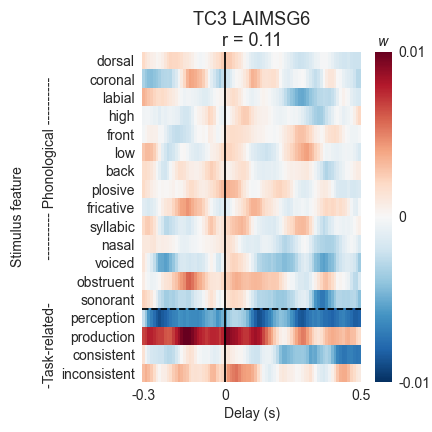 TC3 LAIMSG6
r = 0.11
w
0.01
0
-0.01
Stimulus feature
-Task-related- ----------- Phonological -----------
dorsal
coronal
labial
high
front
low
back
plosive
fricative
syllabic
nasal
voiced
obstruent
sonorant
perception
production
consistent
inconsistent
-0.3 0 0.5
Delay (s)